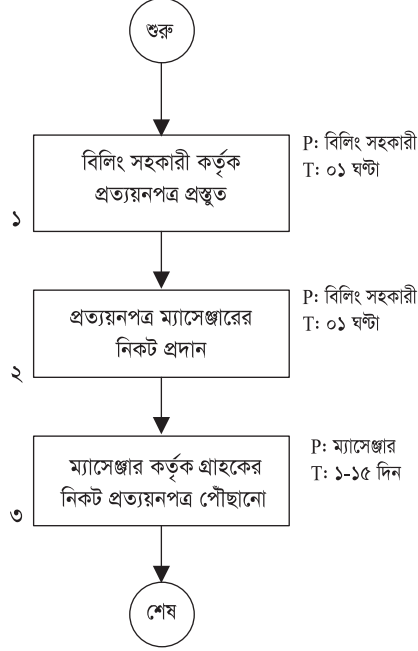 শুরু
বিলিং সহকারী কর্তৃক
প্রত্যয়নপত্র প্রস্তুত
P: বিলিং সহকারী
T: ০১ ঘণ্টা
১
প্রত্যয়নপত্র ম্যাসেঞ্জারের
নিকট প্রদান
P: বিলিং সহকারী
T: ০১ ঘণ্টা
২
ম্যাসেঞ্জার কর্তৃক গ্রাহকের
নিকট প্রত্যয়নপত্র পৌঁছানো
P: ম্যাসেঞ্জার
T: ১-১৫ দিন
৩
শেষ